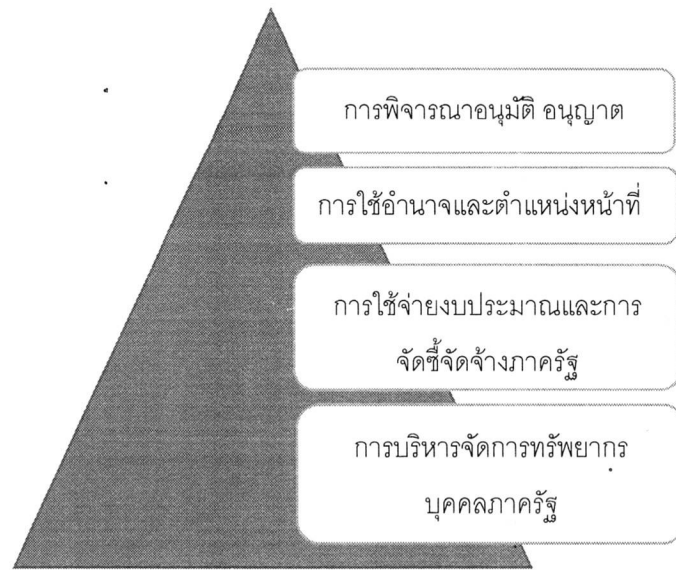 การพิจารณาอนุมัติ อนุญาต
การใช้อำนาจและตำแหน่งหน้าที่
การใช้จ่ายงบประมาณและการ
จัดซื้อจัดจ้างภาครัฐ
การบริหารจัดการทรัพยากร
บุคคลภาครัฐ